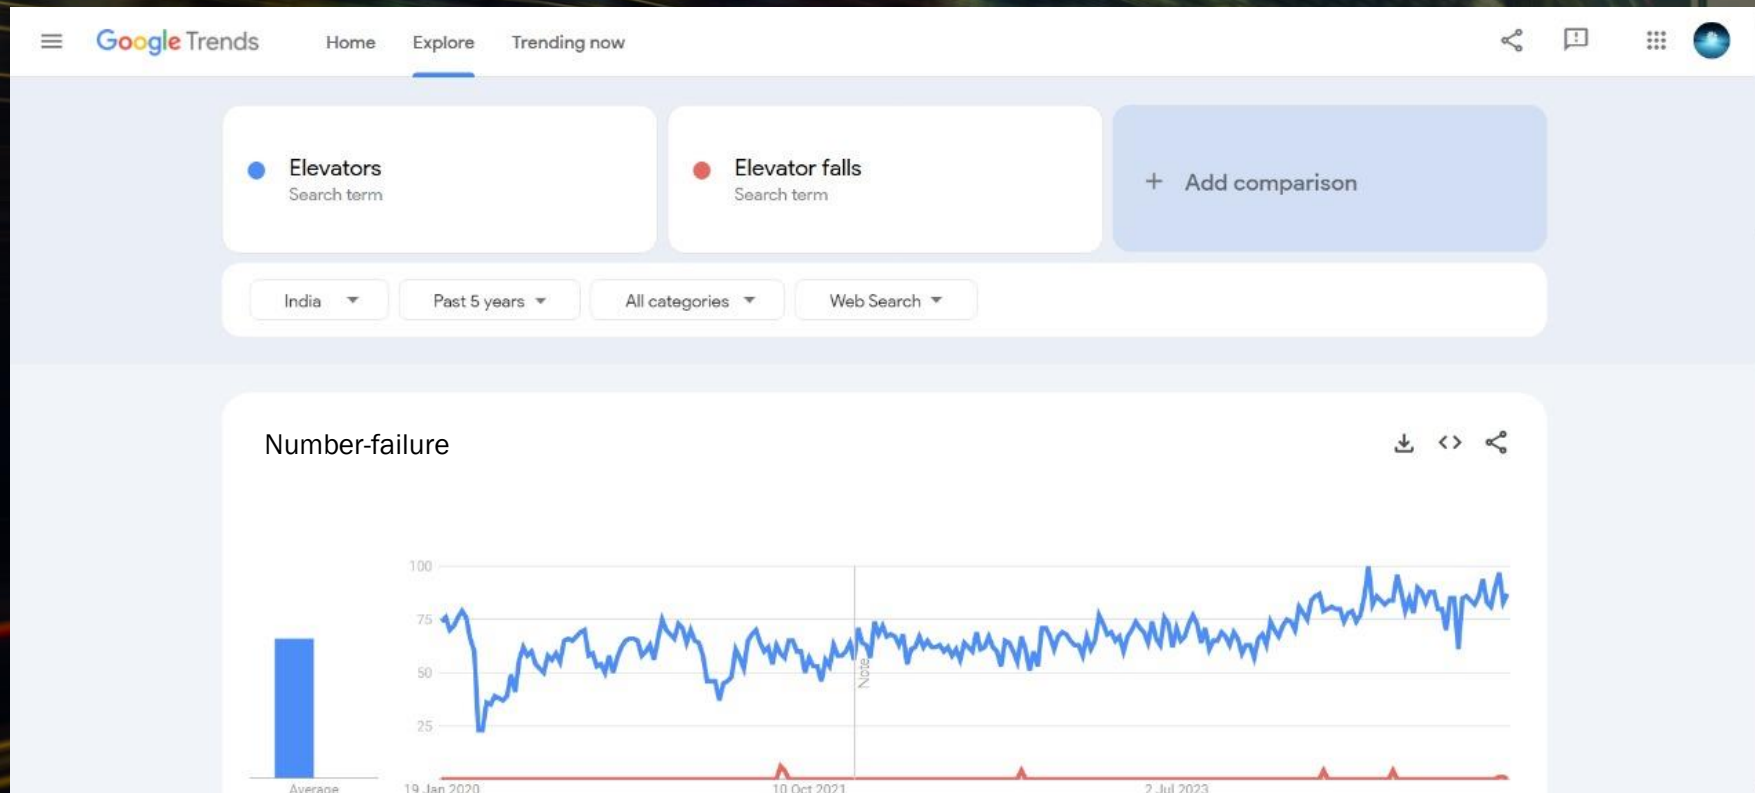 Google Trends Home Explore Trending now
Elevators
Search term
Elevator falls
Search term
+ Add comparison
India Past 5 years All categories Web Search
Number-failure
100
75
50
25
Note
Average 19 Jan 2020 10 Oct 2021 2 Jul 2023